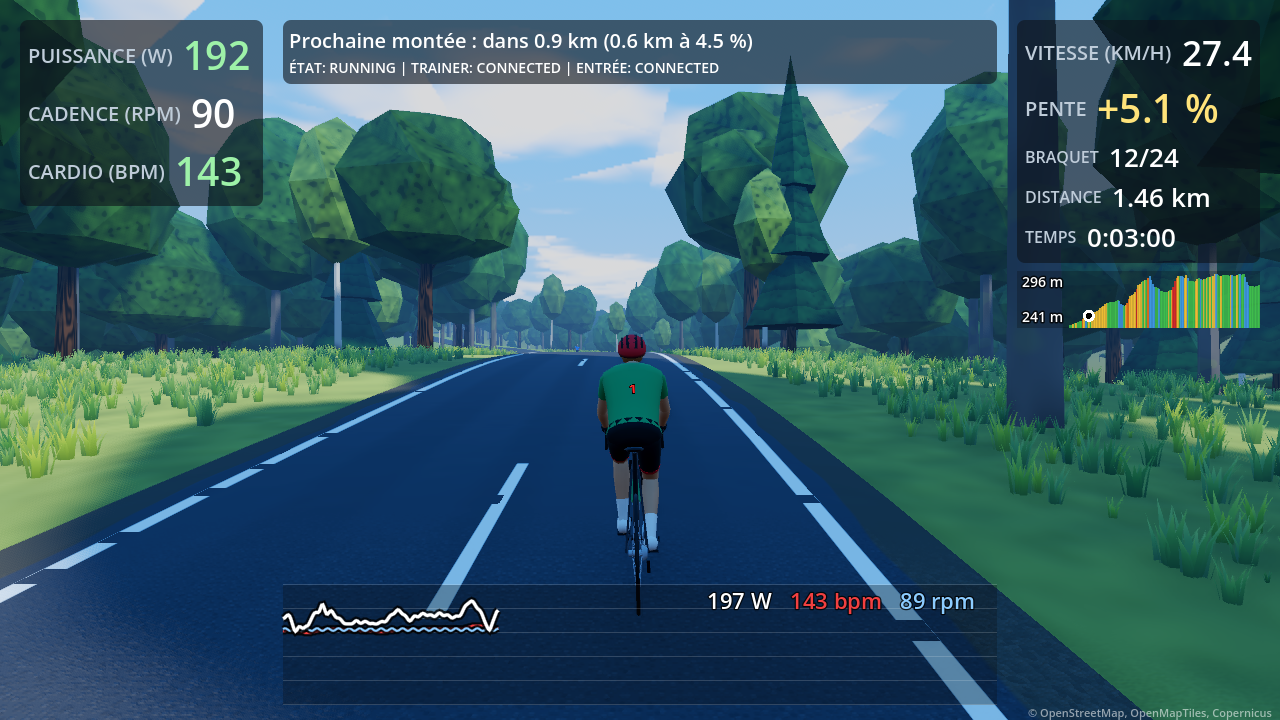 PUISSANCE (W) 192
CADENCE (RPM) 90
CARDIO (BPM) 143
Prochaine montée : dans 0.9 km (0.6 km à 4.5 %)
ÉTAT: RUNNING | TRAINER: CONNECTED | ENTRÉE: CONNECTED
VITESSE (KM/H) 27.4
PENTE +5.1 %
BRAQUET 12/24
DISTANCE 1.46 km
TEMPS 0:03:00
296 m
241 m
1
197 W 143 bpm 89 rpm
© OpenStreetMap, OpenMapTiles, Copernicus